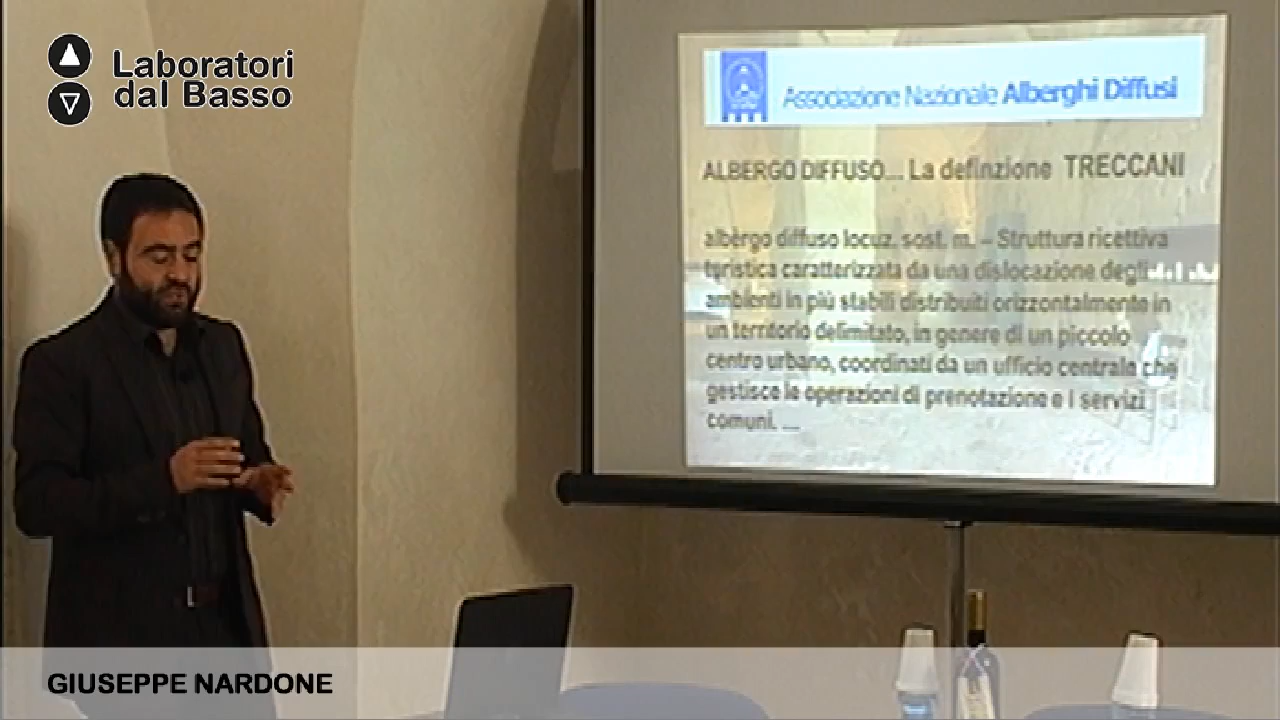 Laboratori
dal Basso
Associazione Nazionale Alberghi Diffusi
ALBERGO DIFFUSO... La definzione TRECCANI
albèrgo diffuso locuz. sost. m. – Struttura ricettiva
turistica caratterizzata da una dislocazione degli
ambienti in più stabili distribuiti orizzontalmente in
un territorio delimitato, in genere di un piccolo
centro urbano, coordinati da un ufficio centrale che
gestisce le operazioni di prenotazione e i servizi
comuni. ...
GIUSEPPE NARDONE